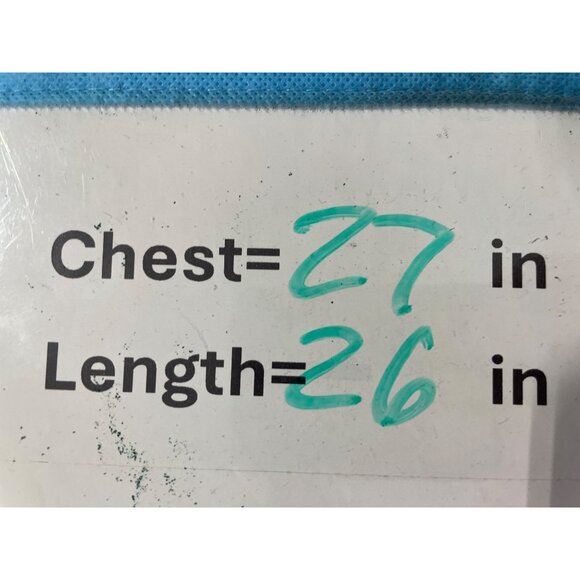 Chest= 27 in
Length= 26 in